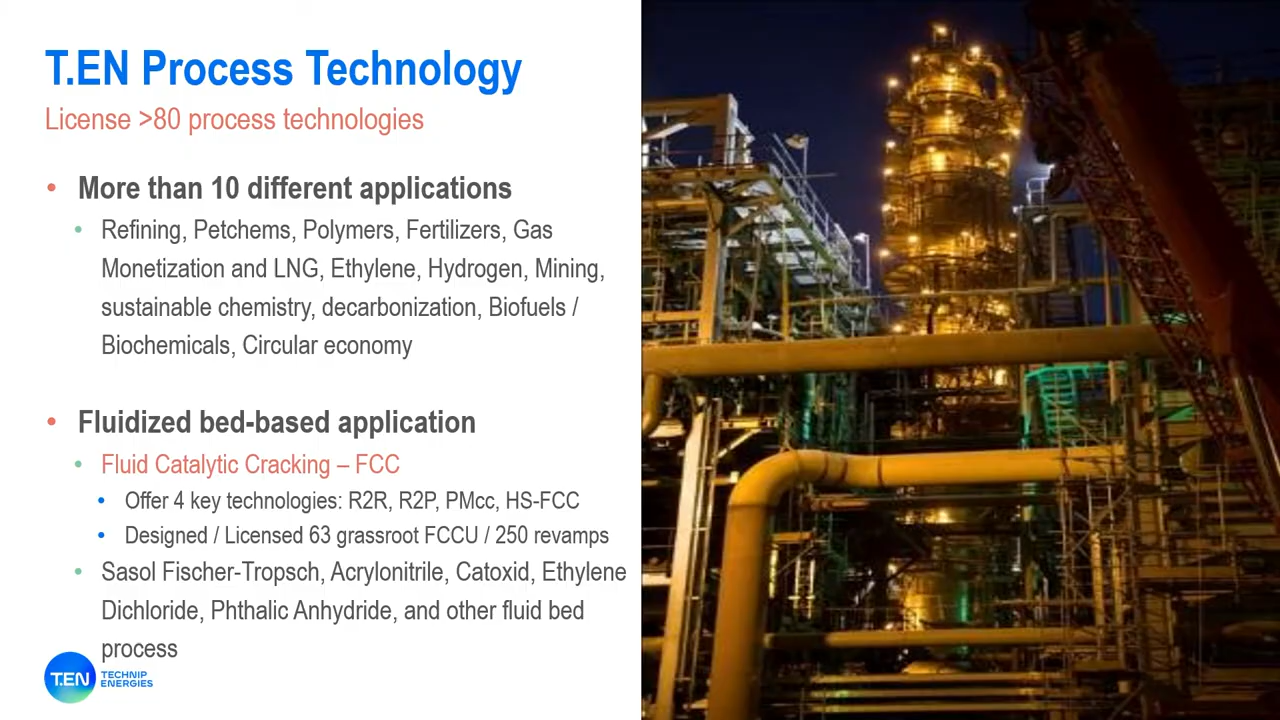 T.EN Process Technology
License >80 process technologies
• More than 10 different applications
• Refining, Petchems, Polymers, Fertilizers, Gas
Monetization and LNG, Ethylene, Hydrogen, Mining,
sustainable chemistry, decarbonization, Biofuels /
Biochemicals, Circular economy
• Fluidized bed-based application
• Fluid Catalytic Cracking – FCC
• Offer 4 key technologies: R2R, R2P, PMcc, HS-FCC
• Designed / Licensed 63 grassroot FCCU / 250 revamps
• Sasol Fischer-Tropsch, Acrylonitrile, Catoxid, Ethylene
Dichloride, Phthalic Anhydride, and other fluid bed
process
T.EN
TECHNIP
ENERGIES